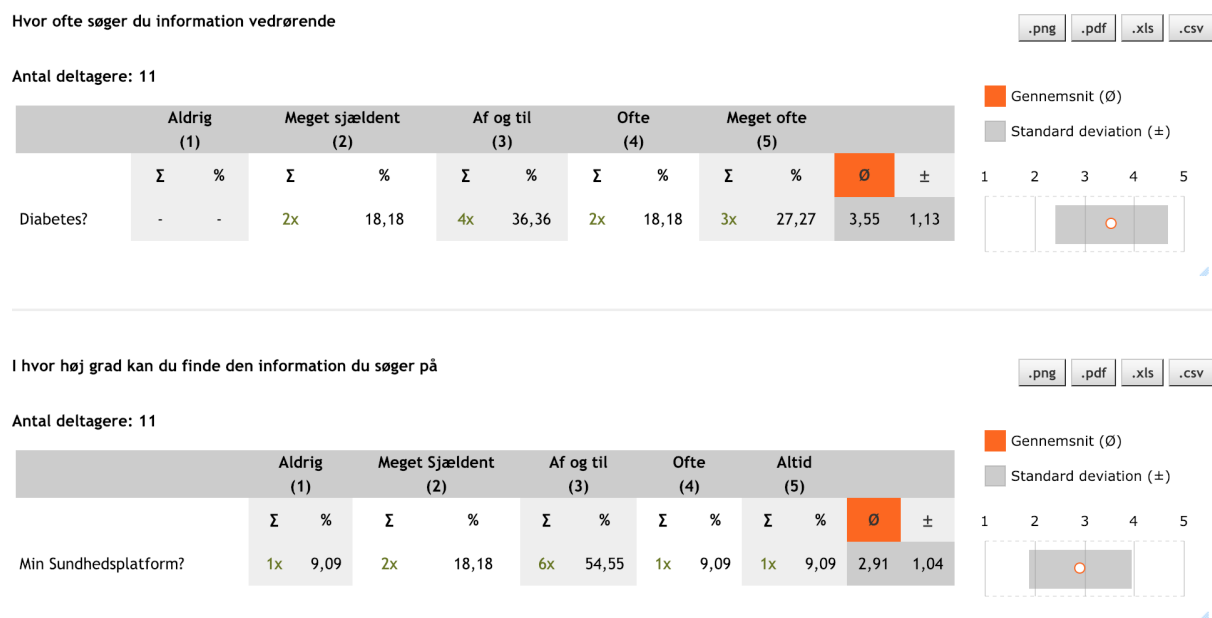 Hvor ofte søger du information vedrørende
.png .pdf .xls .csv
Antal deltagere: 11
Gennemsnit (Ø)
Standard deviation (±)
Aldrig Meget sjældent Af og til Ofte Meget ofte
(1) (2) (3) (4) (5)
Σ % Σ % Σ % Σ % Σ % Ø ±
1 2 3 4 5
Diabetes? - - 2x 18,18 4x 36,36 2x 18,18 3x 27,27 3,55 1,13
I hvor høj grad kan du finde den information du søger på
.png .pdf .xls .csv
Antal deltagere: 11
Gennemsnit (Ø)
Standard deviation (±)
Aldrig Meget Sjældent Af og til Ofte Altid
(1) (2) (3) (4) (5)
Σ % Σ % Σ % Σ % Σ % Ø ±
1 2 3 4 5
Min Sundhedsplatform? 1x 9,09 2x 18,18 6x 54,55 1x 9,09 1x 9,09 2,91 1,04